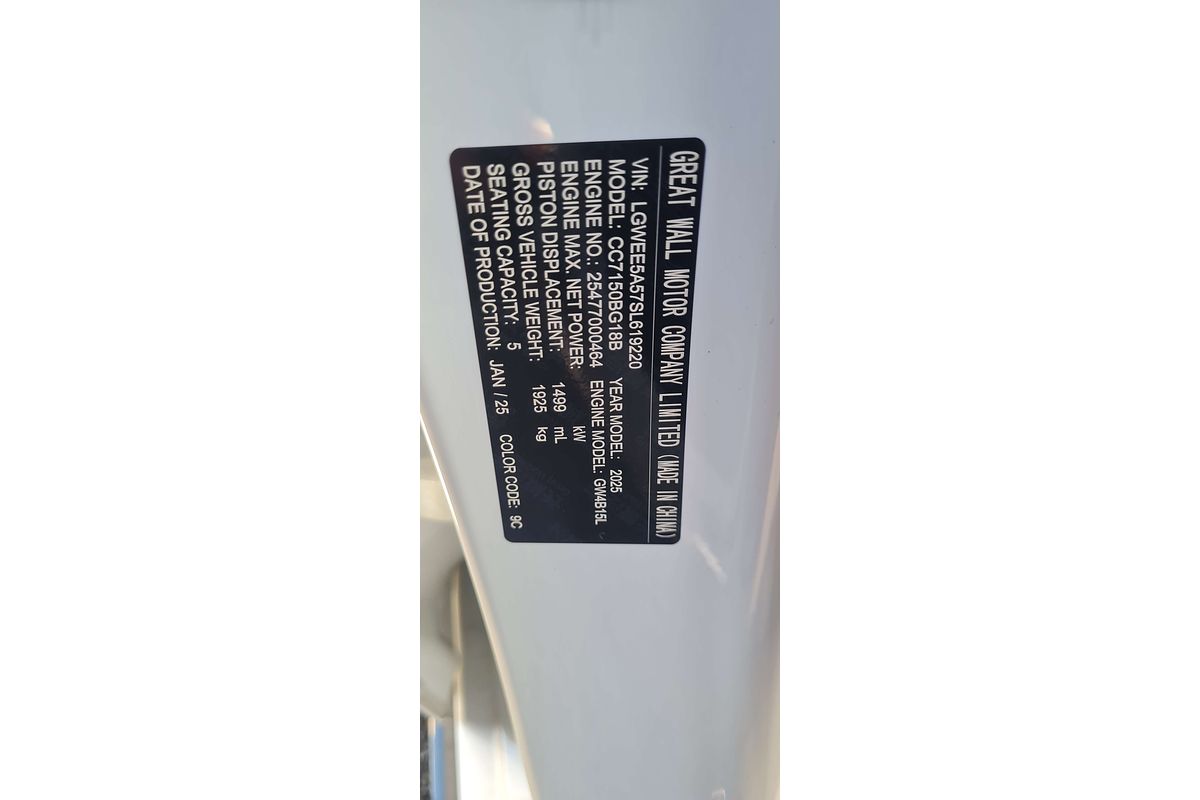 GREAT WALL MOTOR COMPANY LIMITED (MADE IN CHINA)
VIN: LGWEE5A57SL619220
MODEL: CC7150BG18B YEAR MODEL: 2025
ENGINE NO.: 25477000464 ENGINE MODEL: GW4B15L
ENGINE MAX. NET POWER: kW
PISTON DISPLACEMENT: 1499 mL
GROSS VEHICLE WEIGHT: 1925 kg
SEATING CAPACITY: 5
DATE OF PRODUCTION: JAN / 25 COLOR CODE: 9C